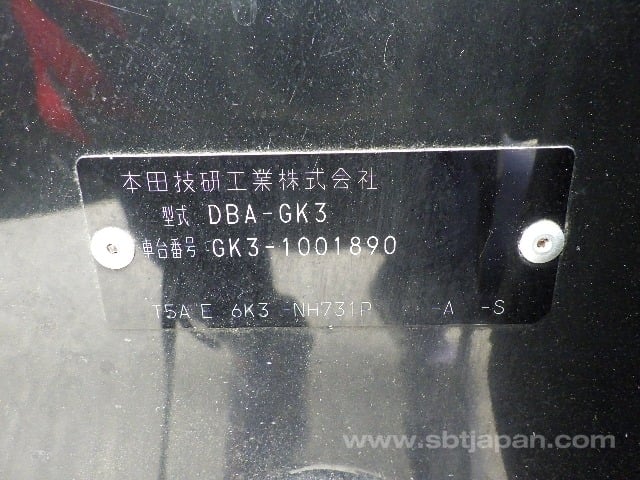 本田技研工業株式会社
型式 DBA-GK3
車台番号 GK3-1001890
T5A E 6K3 -NH731P -A -S
www.sbtjapan.com